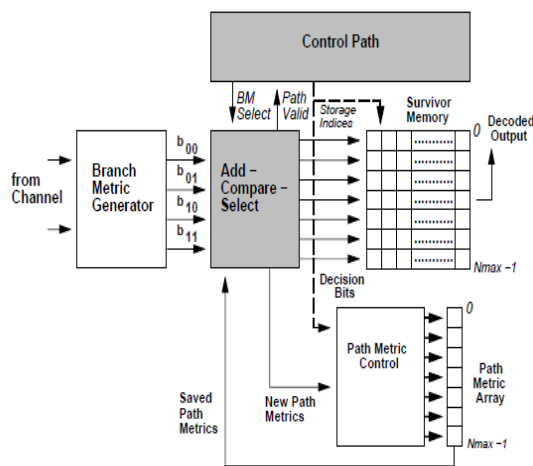 Control Path
BM
Select
Path
Valid
Storage
Indices
Survivor
Memory
Decoded
Output
0
from
Channel
Branch
Metric
Generator
b00
b01
b10
b11
Add –
Compare –
Select
............
............
............
............
............
............
............
Nmax –1
Decision
Bits
0
Path Metric
Control
Path
Metric
Array
Saved
Path
Metrics
New Path
Metrics
Nmax –1